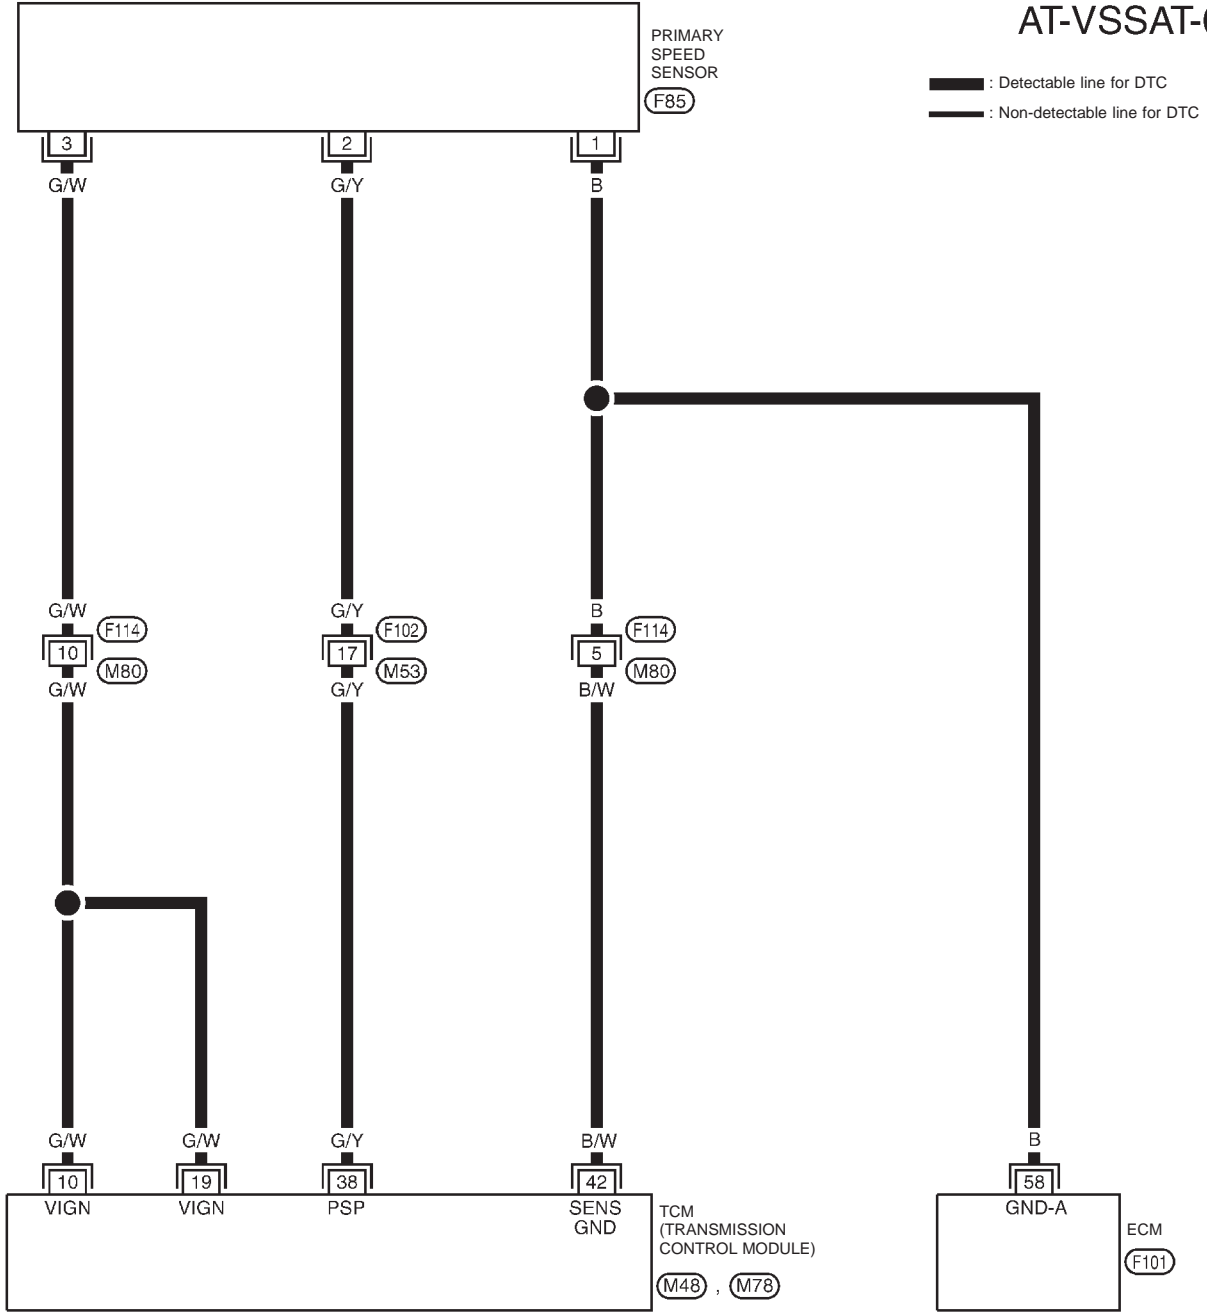 AT-VSSAT-
PRIMARY
SPEED
SENSOR
F85
: Detectable line for DTC
: Non-detectable line for DTC
3
2
1
G/W
G/Y
B
G/W
G/Y
B
F114
F102
F114
10
17
5
M80
M53
M80
G/W
G/Y
B/W
G/W
G/W
G/Y
B/W
B
10
19
38
42
58
VIGN
VIGN
PSP
SENS
GND
GND-A
TCM
(TRANSMISSION
CONTROL MODULE)
M48 , M78
ECM
F101